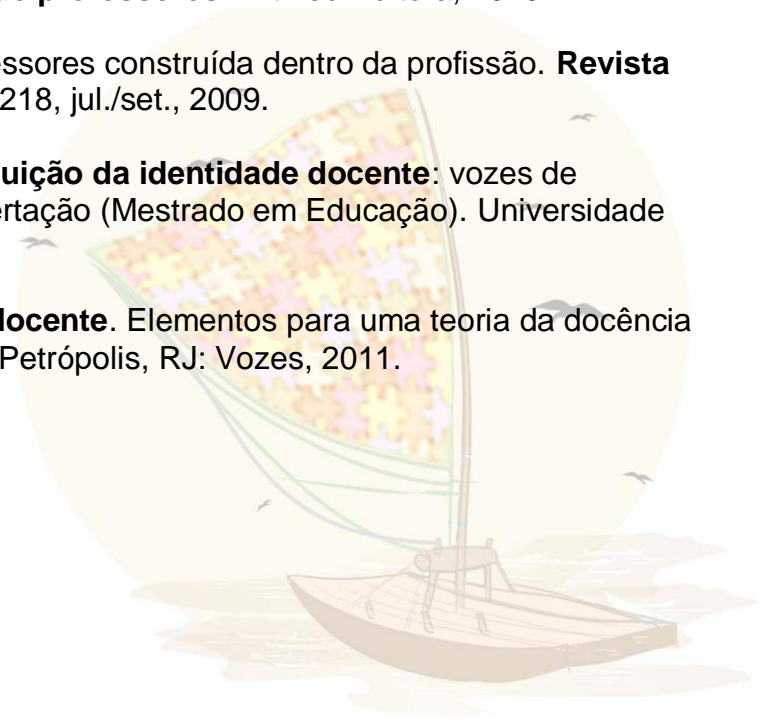 essores construída dentro da profissão. Revista
218, jul./set., 2009.
uição da identidade docente: vozes de
ertação (Mestrado em Educação). Universidade
docente. Elementos para uma teoria da docência
Petrópolis, RJ: Vozes, 2011.